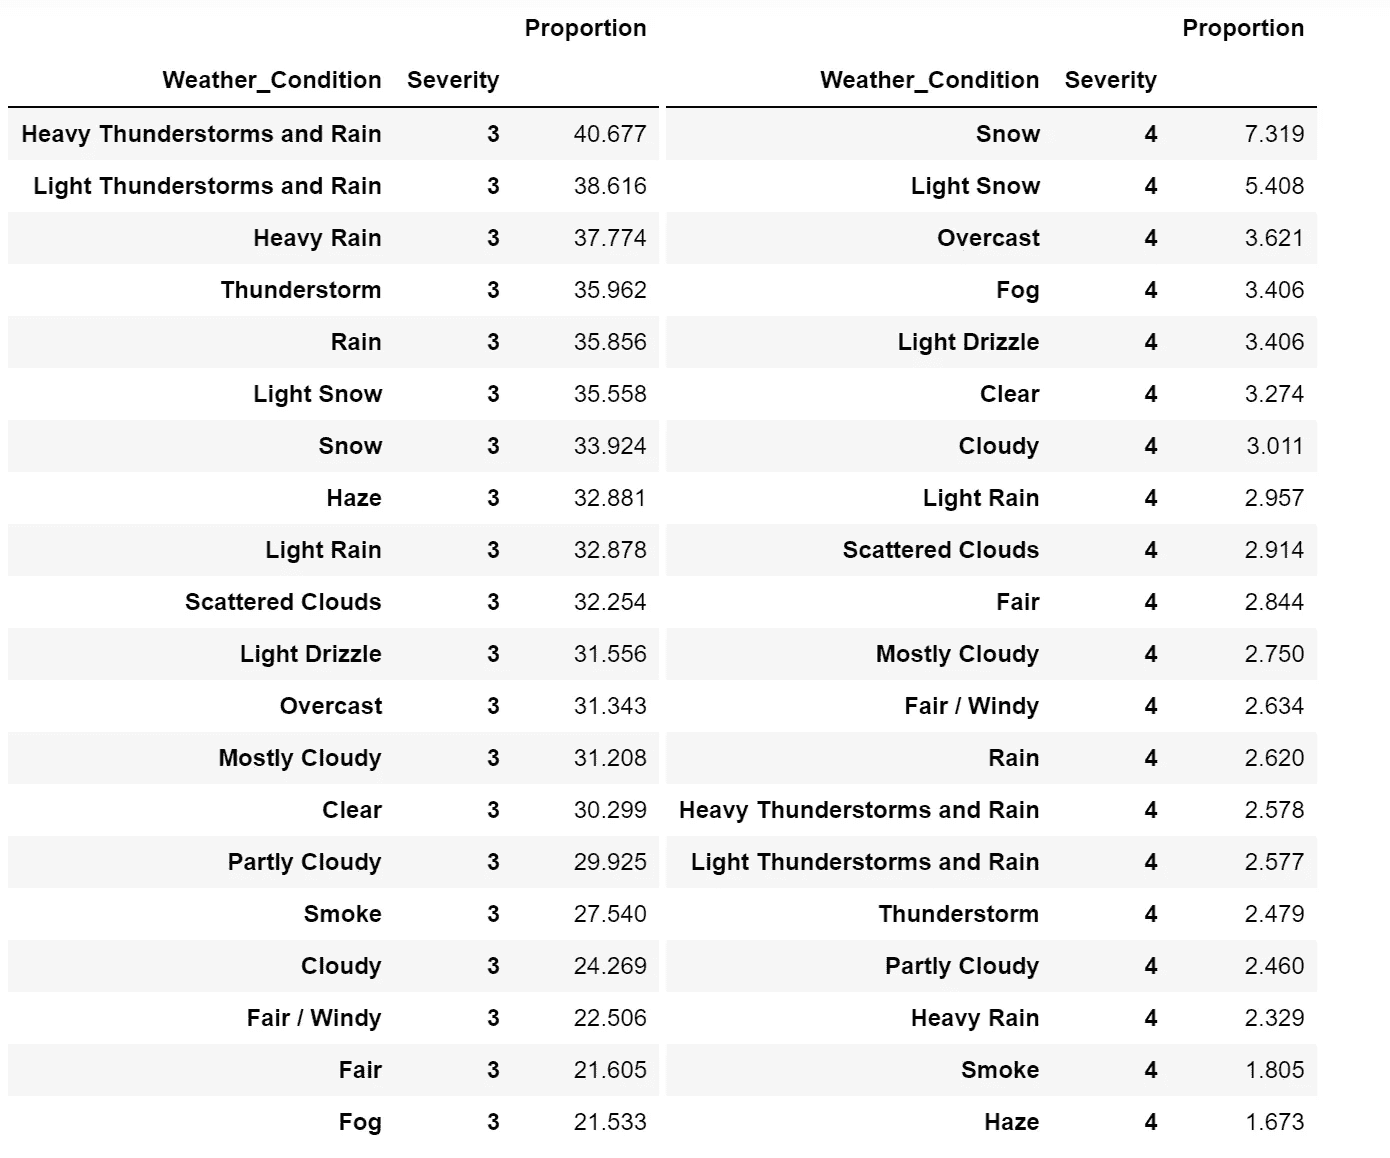 Proportion Proportion
Weather_Condition Severity Weather_Condition Severity
Heavy Thunderstorms and Rain 3 40.677 Snow 4 7.319
Light Thunderstorms and Rain 3 38.616 Light Snow 4 5.408
Heavy Rain 3 37.774 Overcast 4 3.621
Thunderstorm 3 35.962 Fog 4 3.406
Rain 3 35.856 Light Drizzle 4 3.406
Light Snow 3 35.558 Clear 4 3.274
Snow 3 33.924 Cloudy 4 3.011
Haze 3 32.881 Light Rain 4 2.957
Light Rain 3 32.878 Scattered Clouds 4 2.914
Scattered Clouds 3 32.254 Fair 4 2.844
Light Drizzle 3 31.556 Mostly Cloudy 4 2.750
Overcast 3 31.343 Fair / Windy 4 2.634
Mostly Cloudy 3 31.208 Rain 4 2.620
Clear 3 30.299 Heavy Thunderstorms and Rain 4 2.578
Partly Cloudy 3 29.925 Light Thunderstorms and Rain 4 2.577
Smoke 3 27.540 Thunderstorm 4 2.479
Cloudy 3 24.269 Partly Cloudy 4 2.460
Fair / Windy 3 22.506 Heavy Rain 4 2.329
Fair 3 21.605 Smoke 4 1.805
Fog 3 21.533 Haze 4 1.673